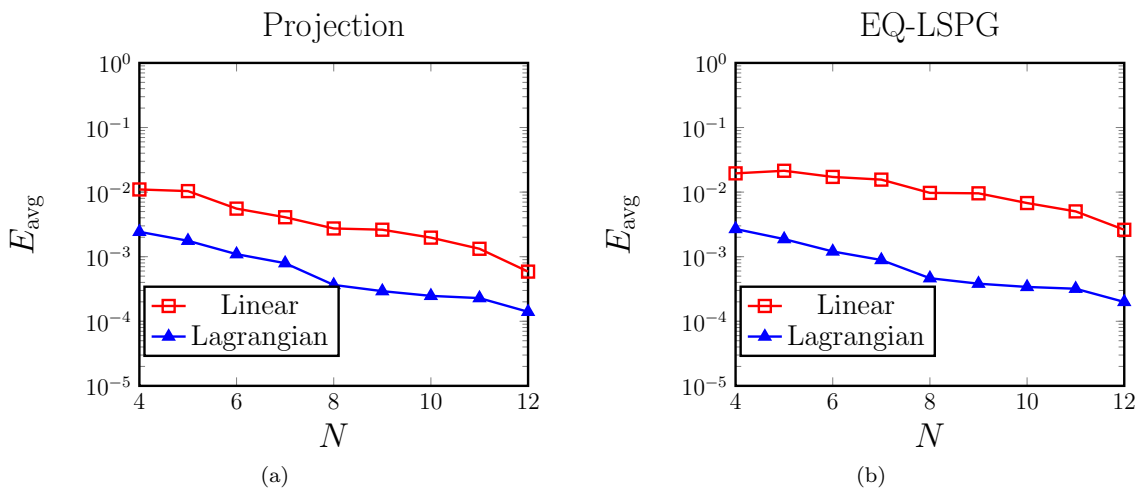 Projection
10^0
10^{-1}
10^{-2}
10^{-3}
10^{-4}
10^{-5}
E_avg
Linear
Lagrangian
4 6 8 10 12
N
(a)
EQ-LSPG
10^0
10^{-1}
10^{-2}
10^{-3}
10^{-4}
10^{-5}
E_avg
Linear
Lagrangian
4 6 8 10 12
N
(b)